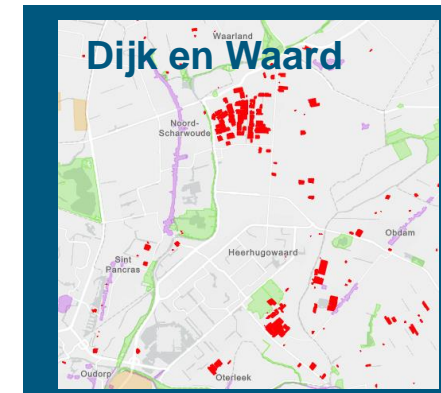 Waarland
Dijk en Waard
Noord-
Scharwoude
Obdam
Heerhugowaard
Sint
Pancras
Oudorp
Oterleek